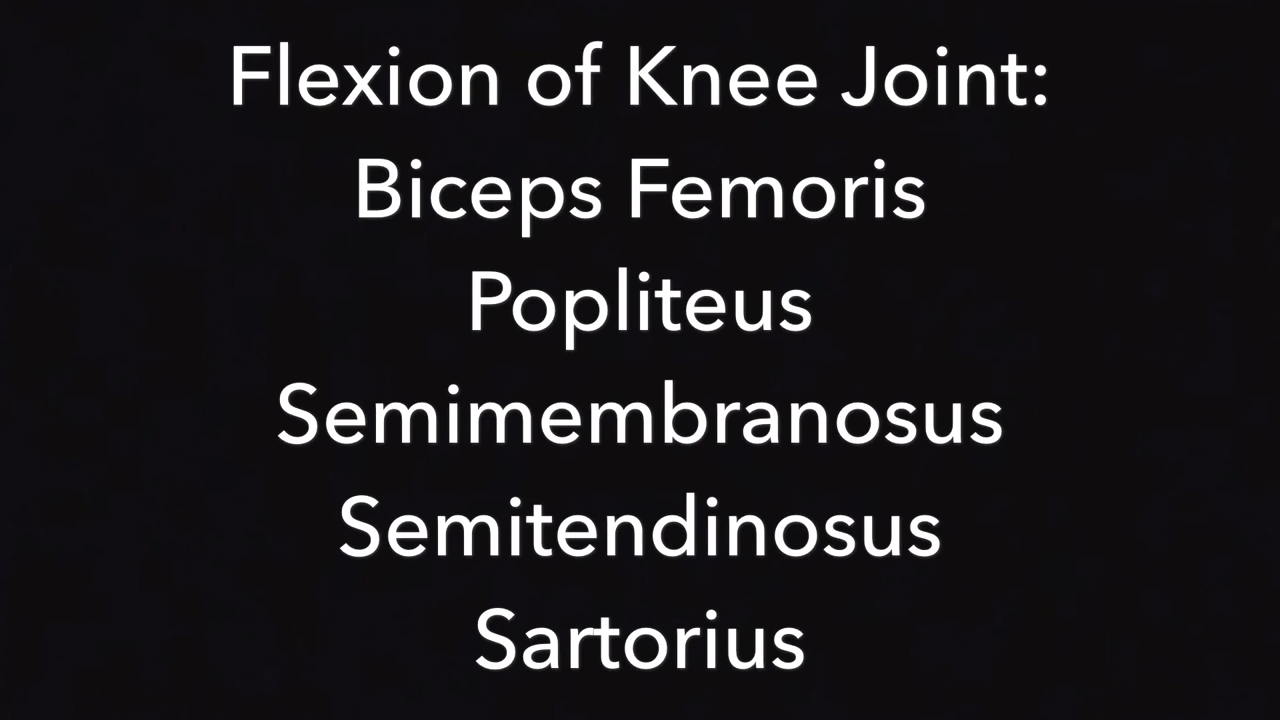 Flexion of Knee Joint:
Biceps Femoris
Popliteus
Semimembranosus
Semitendinosus
Sartorius